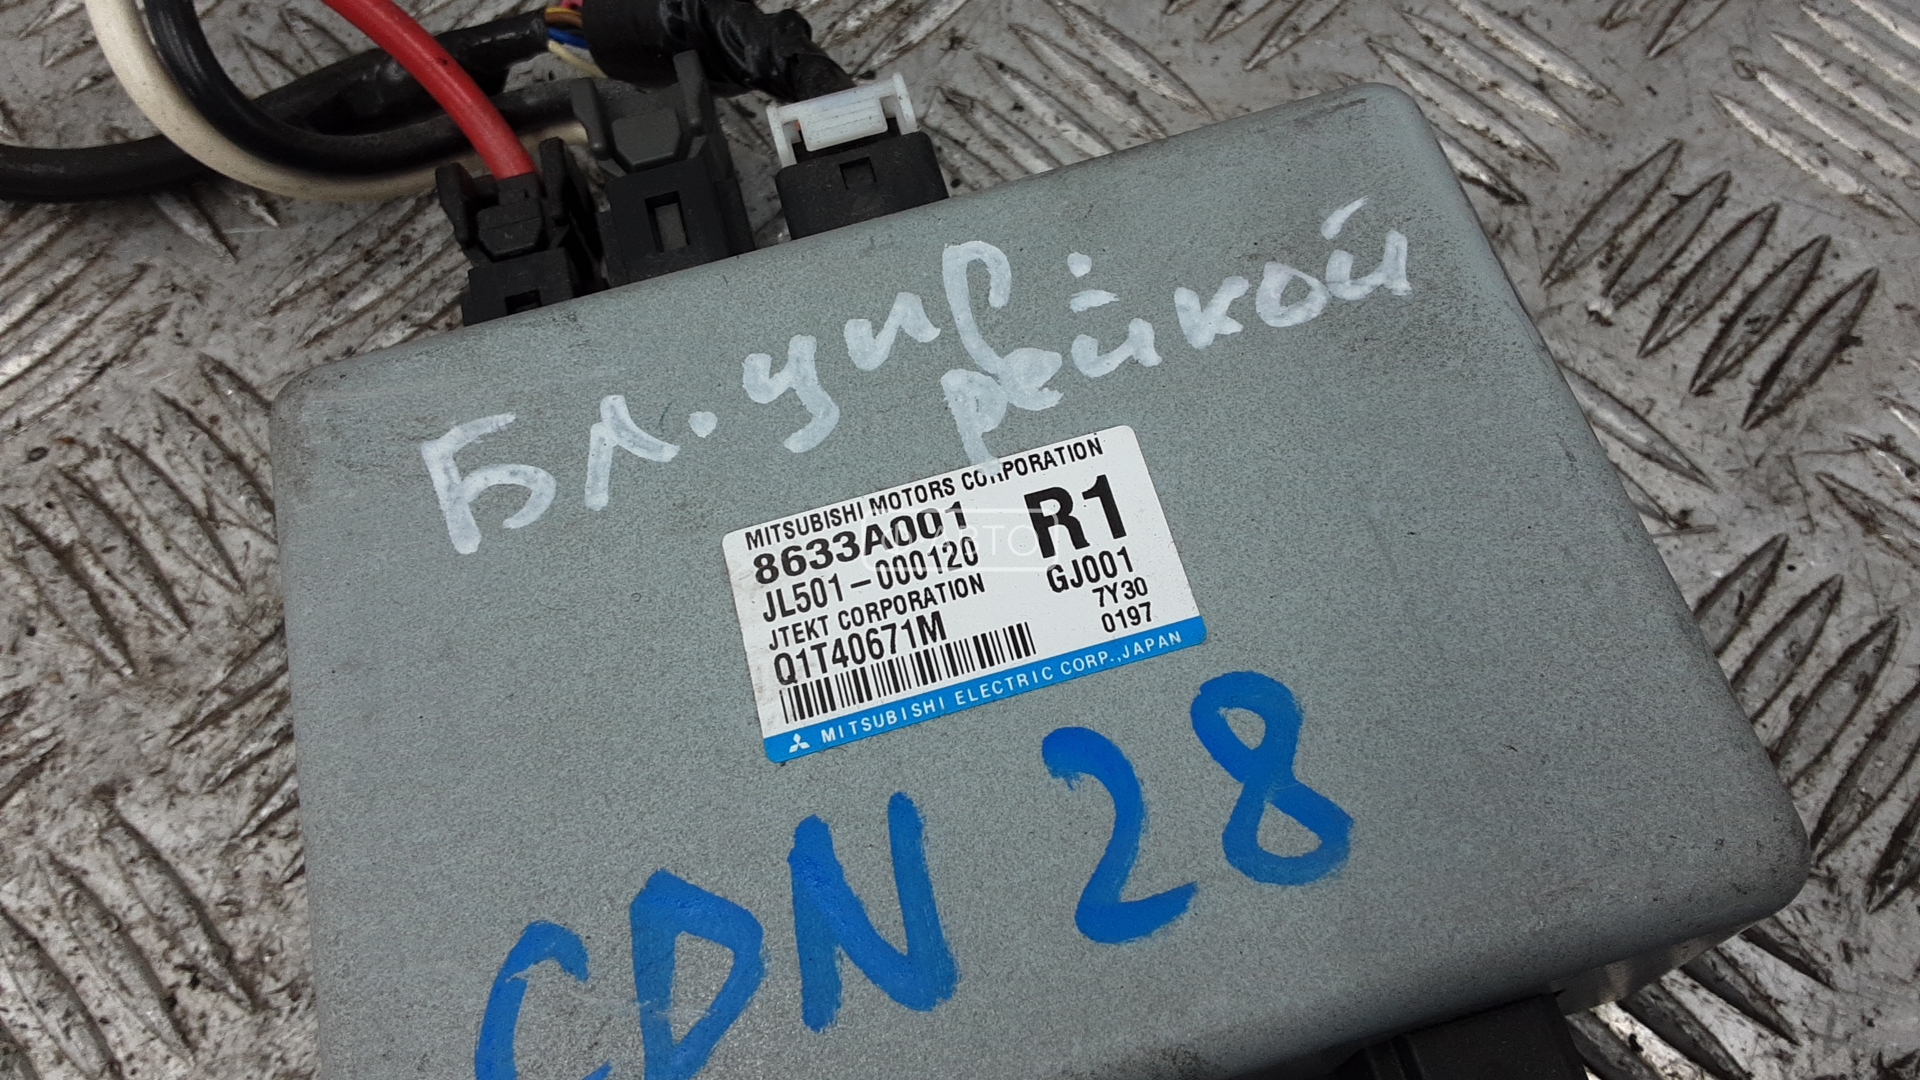 Бл. упр
рейкой
MITSUBISHI MOTORS CORPORATION
8633A001 R1
JL501-000120 GJ001
JTEKT CORPORATION 7Y30
Q1T40671M 0197
MITSUBISHI ELECTRIC CORP., JAPAN
CDN 28